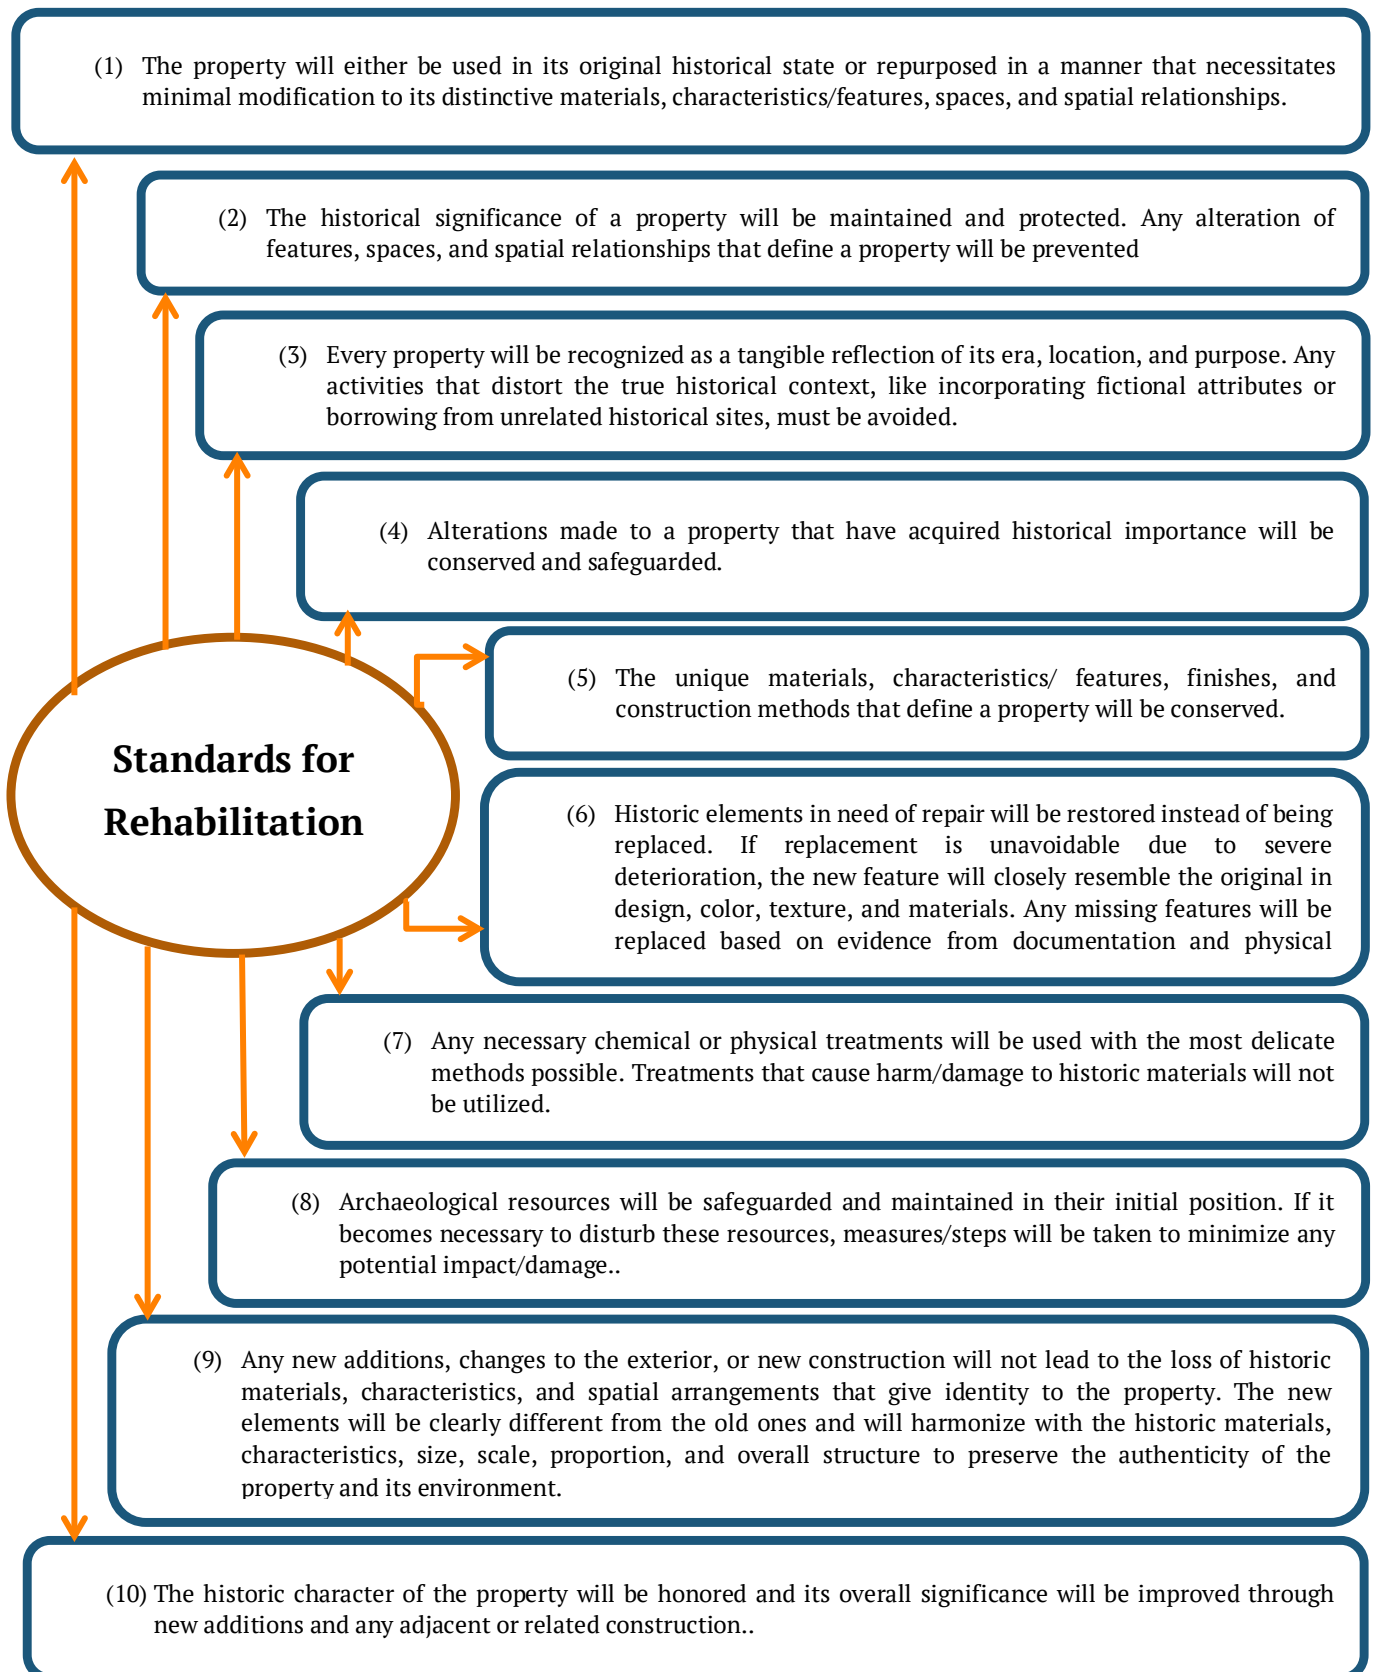 (1) The property will either be used in its original historical state or repurposed in a manner that necessitates
minimal modification to its distinctive materials, characteristics/features, spaces, and spatial relationships.
(2) The historical significance of a property will be maintained and protected. Any alteration of
features, spaces, and spatial relationships that define a property will be prevented
(3) Every property will be recognized as a tangible reflection of its era, location, and purpose. Any
activities that distort the true historical context, like incorporating fictional attributes or
borrowing from unrelated historical sites, must be avoided.
(4) Alterations made to a property that have acquired historical importance will be
conserved and safeguarded.
(5) The unique materials, characteristics/ features, finishes, and
construction methods that define a property will be conserved.
Standards for
Rehabilitation
(6) Historic elements in need of repair will be restored instead of being
replaced. If replacement is unavoidable due to severe
deterioration, the new feature will closely resemble the original in
design, color, texture, and materials. Any missing features will be
replaced based on evidence from documentation and physical
(7) Any necessary chemical or physical treatments will be used with the most delicate
methods possible. Treatments that cause harm/damage to historic materials will not
be utilized.
(8) Archaeological resources will be safeguarded and maintained in their initial position. If it
becomes necessary to disturb these resources, measures/steps will be taken to minimize any
potential impact/damage..
(9) Any new additions, changes to the exterior, or new construction will not lead to the loss of historic
materials, characteristics, and spatial arrangements that give identity to the property. The new
elements will be clearly different from the old ones and will harmonize with the historic materials,
characteristics, size, scale, proportion, and overall structure to preserve the authenticity of the
property and its environment.
(10) The historic character of the property will be honored and its overall significance will be improved through
new additions and any adjacent or related construction..